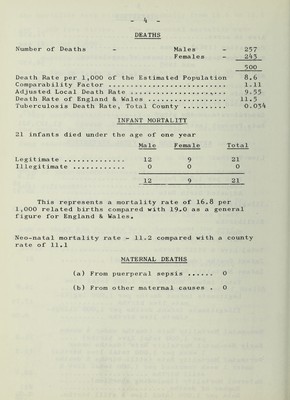 - 4 -
DEATHS
Number of Deaths - Males - 257
Females - 243
500
Death Rate per 1,000 of the Estimated Population 8.6
Comparability Factor .......................... 1.11
Adjusted Local Death Rate ..................... 9.55
Death Rate of England & Wales ................. 11.5
Tuberculosis Death Rate, Total County .......... 0.054
INFANT MORTALITY
21 infants died under the age of one year
Male Female Total
Legitimate ............. 12 9 21
Illegitimate ........... 0 0 0
12 9 21
This represents a mortality rate of 16.8 per
1,000 related births compared with 19.0 as a general
figure for England & Wales.
Neo-natal mortality rate - 11.2 compared with a county
rate of 11.1
MATERNAL DEATHS
(a) From puerperal sepsis ...... 0
(b) From other maternal causes . 0